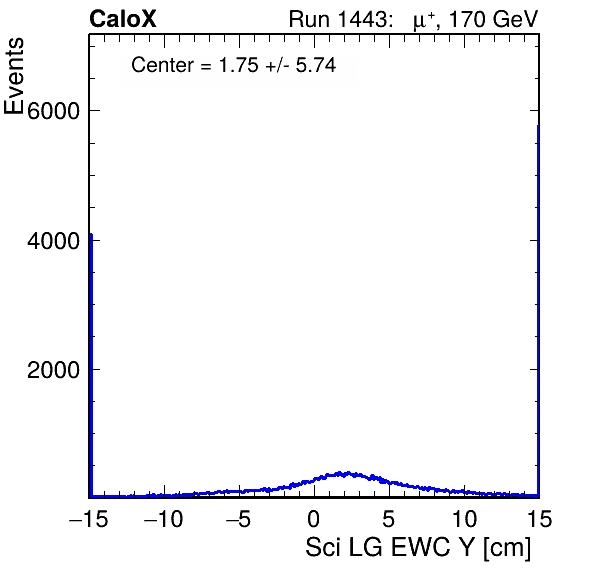 CaloX Run 1443: μ⁺, 170 GeV
Center = 1.75 +/- 5.74
Events
6000
4000
2000
−15 −10 −5 0 5 10 15
Sci LG EWC Y [cm]